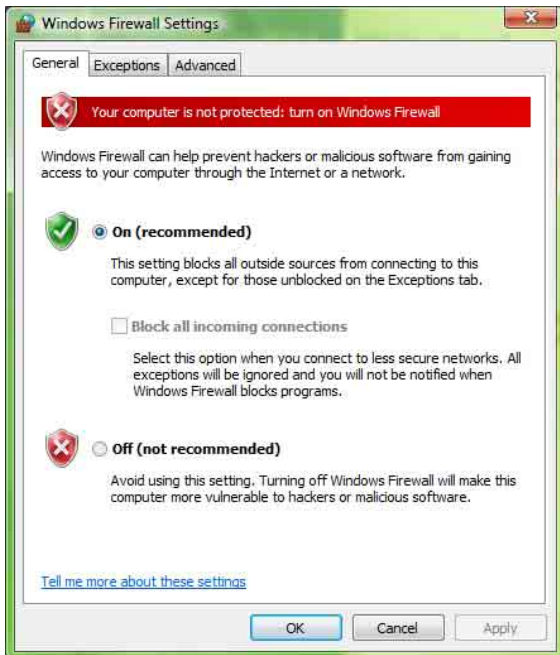 Windows Firewall Settings
General Exceptions Advanced
Your computer is not protected: turn on Windows Firewall
Windows Firewall can help prevent hackers or malicious software from gaining
access to your computer through the Internet or a network.
On (recommended)
This setting blocks all outside sources from connecting to this
computer, except for those unblocked on the Exceptions tab.
Block all incoming connections
Select this option when you connect to less secure networks. All
exceptions will be ignored and you will not be notified when
Windows Firewall blocks programs.
Off (not recommended)
Avoid using this setting. Turning off Windows Firewall will make this
computer more vulnerable to hackers or malicious software.
Tell me more about these settings
OK Cancel Apply